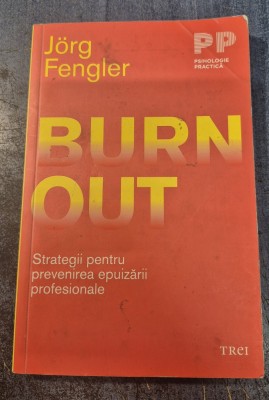 Jörg
Fengler
PP
PSIHOLOGIE
PRACTICĂ
BURN
OUT
Strategii pentru
prevenirea epuizării
profesionale
TREI